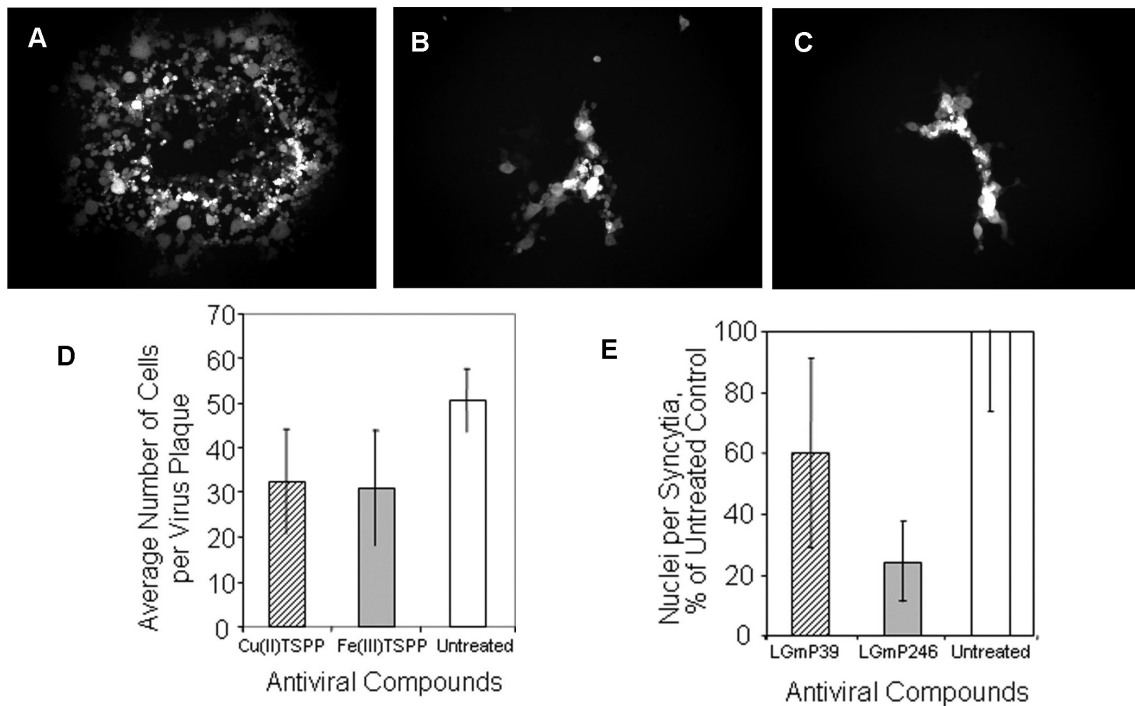 A
B
C
D
Average Number of Cells
per Virus Plaque
70
60
50
40
30
20
10
0
Cu(II)TSPP
Fe(III)TSPP
Untreated
Antiviral Compounds
E
Nuclei per Syncytia,
% of Untreated Control
100
80
60
40
20
0
LGmP39
LGmP246
Untreated
Antiviral Compounds